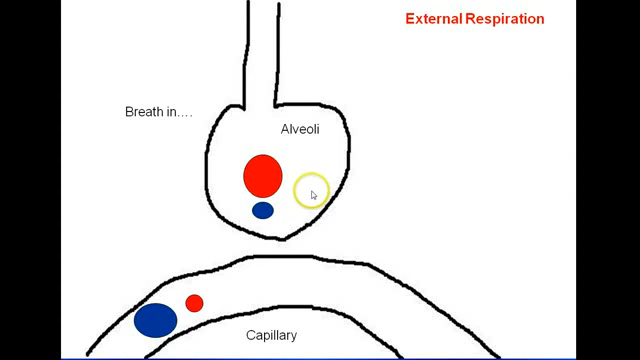 External Respiration
Breath in....
Alveoli
Capillary